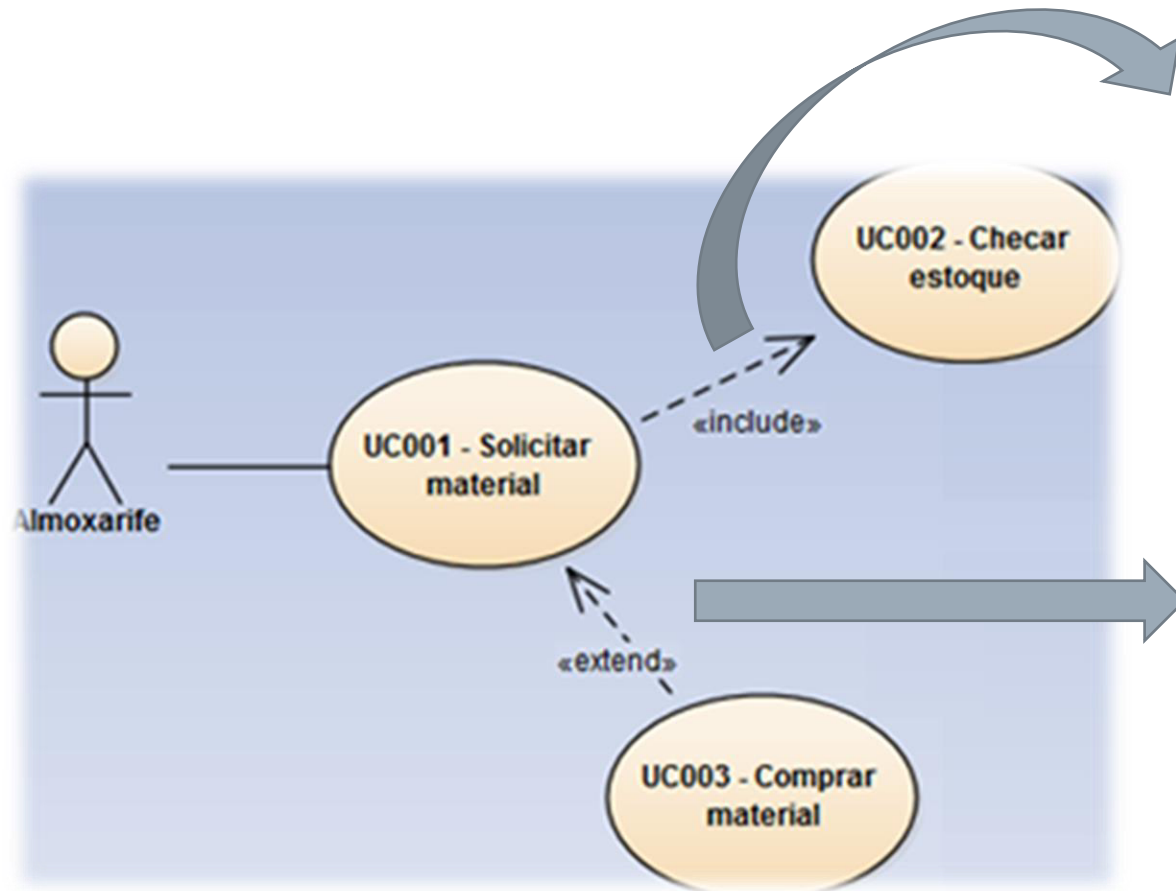 UC002 - Checar
estoque
«include»
UC001 - Solicitar
material
Almoxarife
«extend»
UC003 - Comprar
material